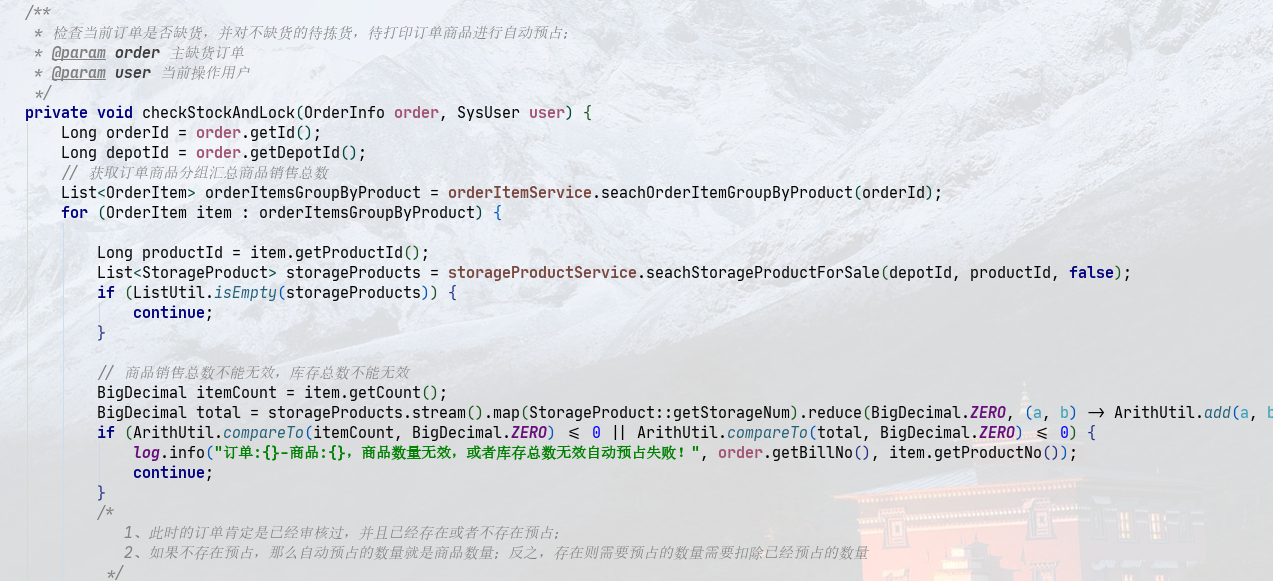 /**
 * 检查当前订单是否缺货，并对不缺货的待拣货，待打印订单商品进行自动预占；
 * @param order 主缺货订单
 * @param user 当前操作用户
 */
private void checkStockAndLock(OrderInfo order, SysUser user) {
    Long orderId = order.getId();
    Long depotId = order.getDepotId();
    // 获取订单商品分组汇总商品销售总数
    List<OrderItem> orderItemsGroupByProduct = orderItemService.seachOrderItemGroupByProduct(orderId);
    for (OrderItem item : orderItemsGroupByProduct) {

        Long productId = item.getProductId();
        List<StorageProduct> storageProducts = storageProductService.seachStorageProductForSale(depotId, productId, false);
        if (ListUtil.isEmpty(storageProducts)) {
            continue;
        }

        // 商品销售总数不能无效，库存总数不能无效
        BigDecimal itemCount = item.getCount();
        BigDecimal total = storageProducts.stream().map(StorageProduct::getStorageNum).reduce(BigDecimal.ZERO, (a, b) -> ArithUtil.add(a, b
        if (ArithUtil.compareTo(itemCount, BigDecimal.ZERO) <= 0 || ArithUtil.compareTo(total, BigDecimal.ZERO) <= 0) {
            log.info("订单:{}-商品:{}，商品数量无效，或者库存总数无效自动预占失败！", order.getBillNo(), item.getProductNo());
            continue;
        }
        /*
           1、此时的订单肯定是已经审核过，并且已经存在或者不存在预占；
           2、如果不存在预占，那么自动预占的数量就是商品数量；反之，存在则需要预占的数量需要扣除已经预占的数量
         */